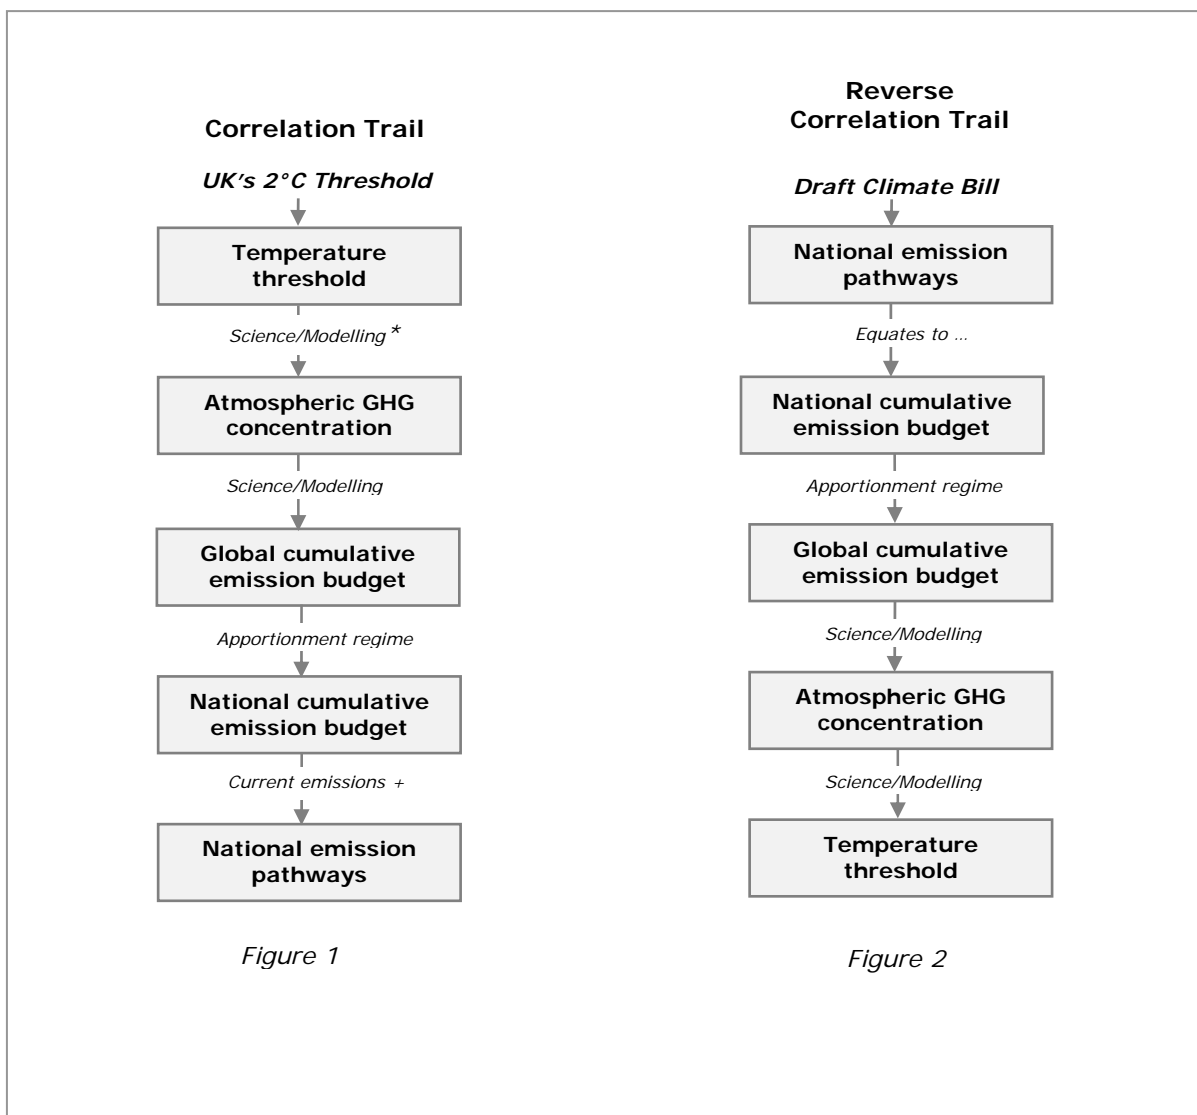 Correlation Trail
UK's 2°C Threshold
Temperature
threshold
Science/Modelling *
Atmospheric GHG
concentration
Science/Modelling
Global cumulative
emission budget
Apportionment regime
National cumulative
emission budget
Current emissions +
National emission
pathways
Figure 1
Reverse
Correlation Trail
Draft Climate Bill
National emission
pathways
Equates to ...
National cumulative
emission budget
Apportionment regime
Global cumulative
emission budget
Science/Modelling
Atmospheric GHG
concentration
Science/Modelling
Temperature
threshold
Figure 2